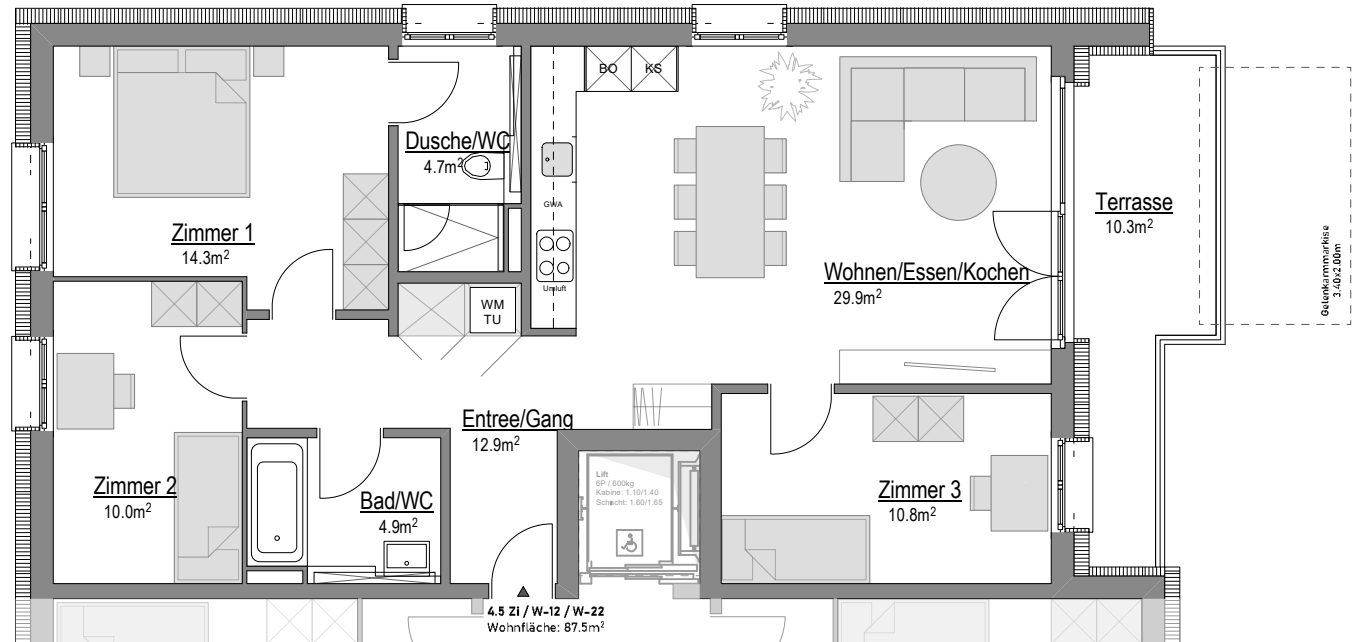 BO KS
Dusche/WC
4.7m²
GWA
Umluft
Zimmer 1
14.3m²
WM
TU
Wohnen/Essen/Kochen
29.9m²
Terrasse
10.3m²
Gelenkarmmarkise
3.40x2.00m
Entree/Gang
12.9m²
Zimmer 2
10.0m²
Bad/WC
4.9m²
Lift
6P / 600kg
Kabine: 1.10/1.40
Schacht: 1.60/1.65
Zimmer 3
10.8m²
4.5 Zi / W-12 / W-22
Wohnfläche: 87.5m²